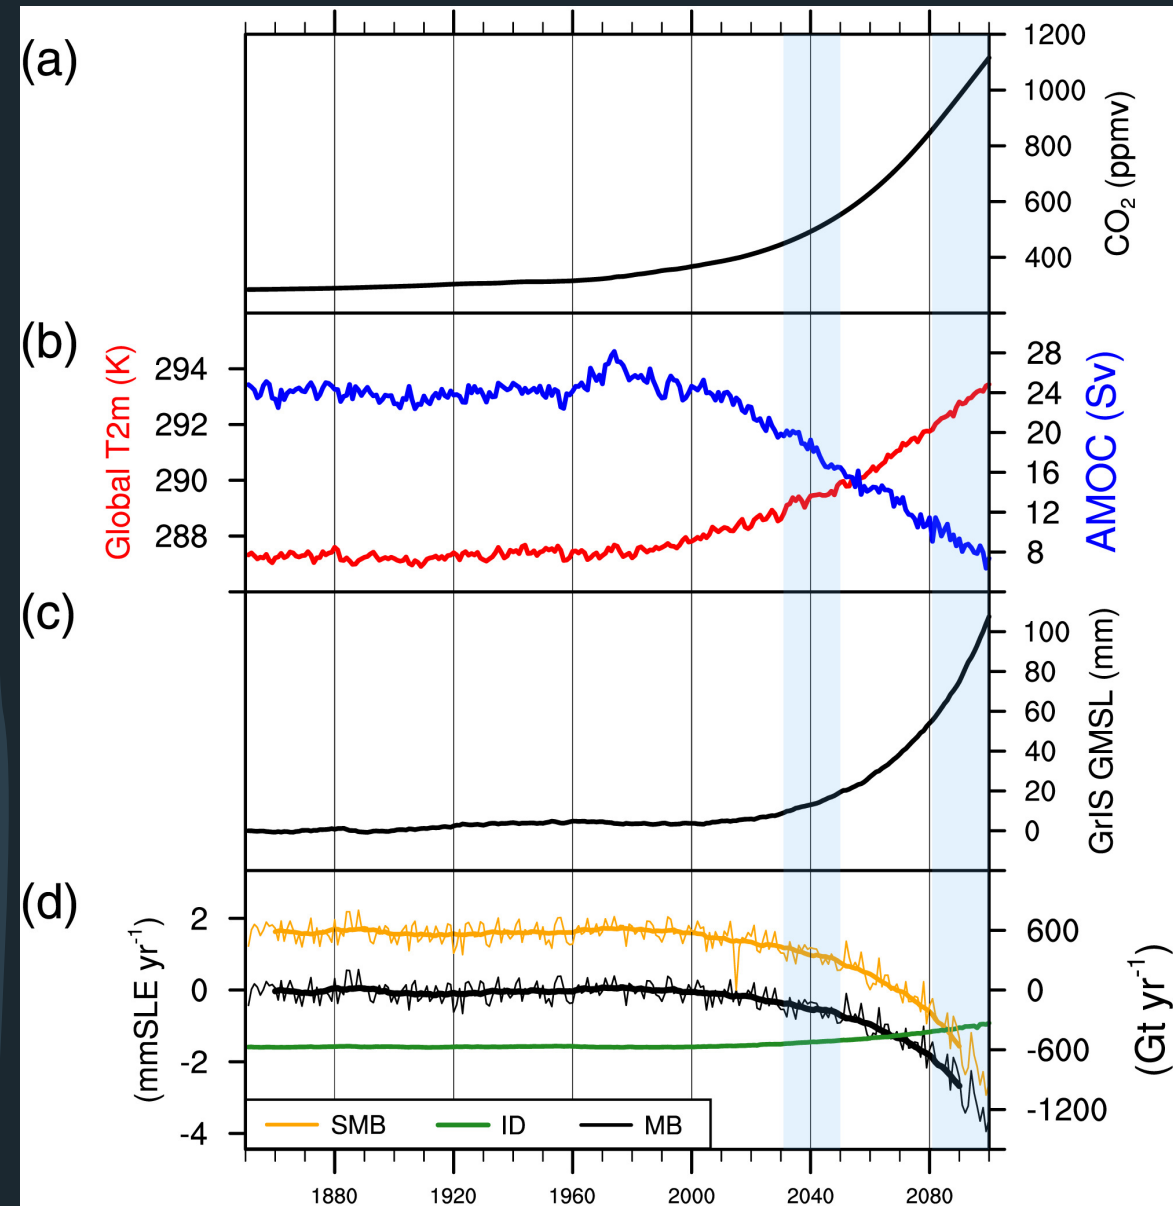 (a)
1200
1000
800
600
400
CO₂ (ppmv)
(b)
Global T2m (K)
294
292
290
288
28
24
20
16
12
8
AMOC (Sv)
(c)
100
80
60
40
20
0
GrIS GMSL (mm)
(d)
(mmSLE yr⁻¹)
2
0
-2
-4
600
0
-600
-1200
(Gt yr⁻¹)
SMB ID MB
1880 1920 1960 2000 2040 2080